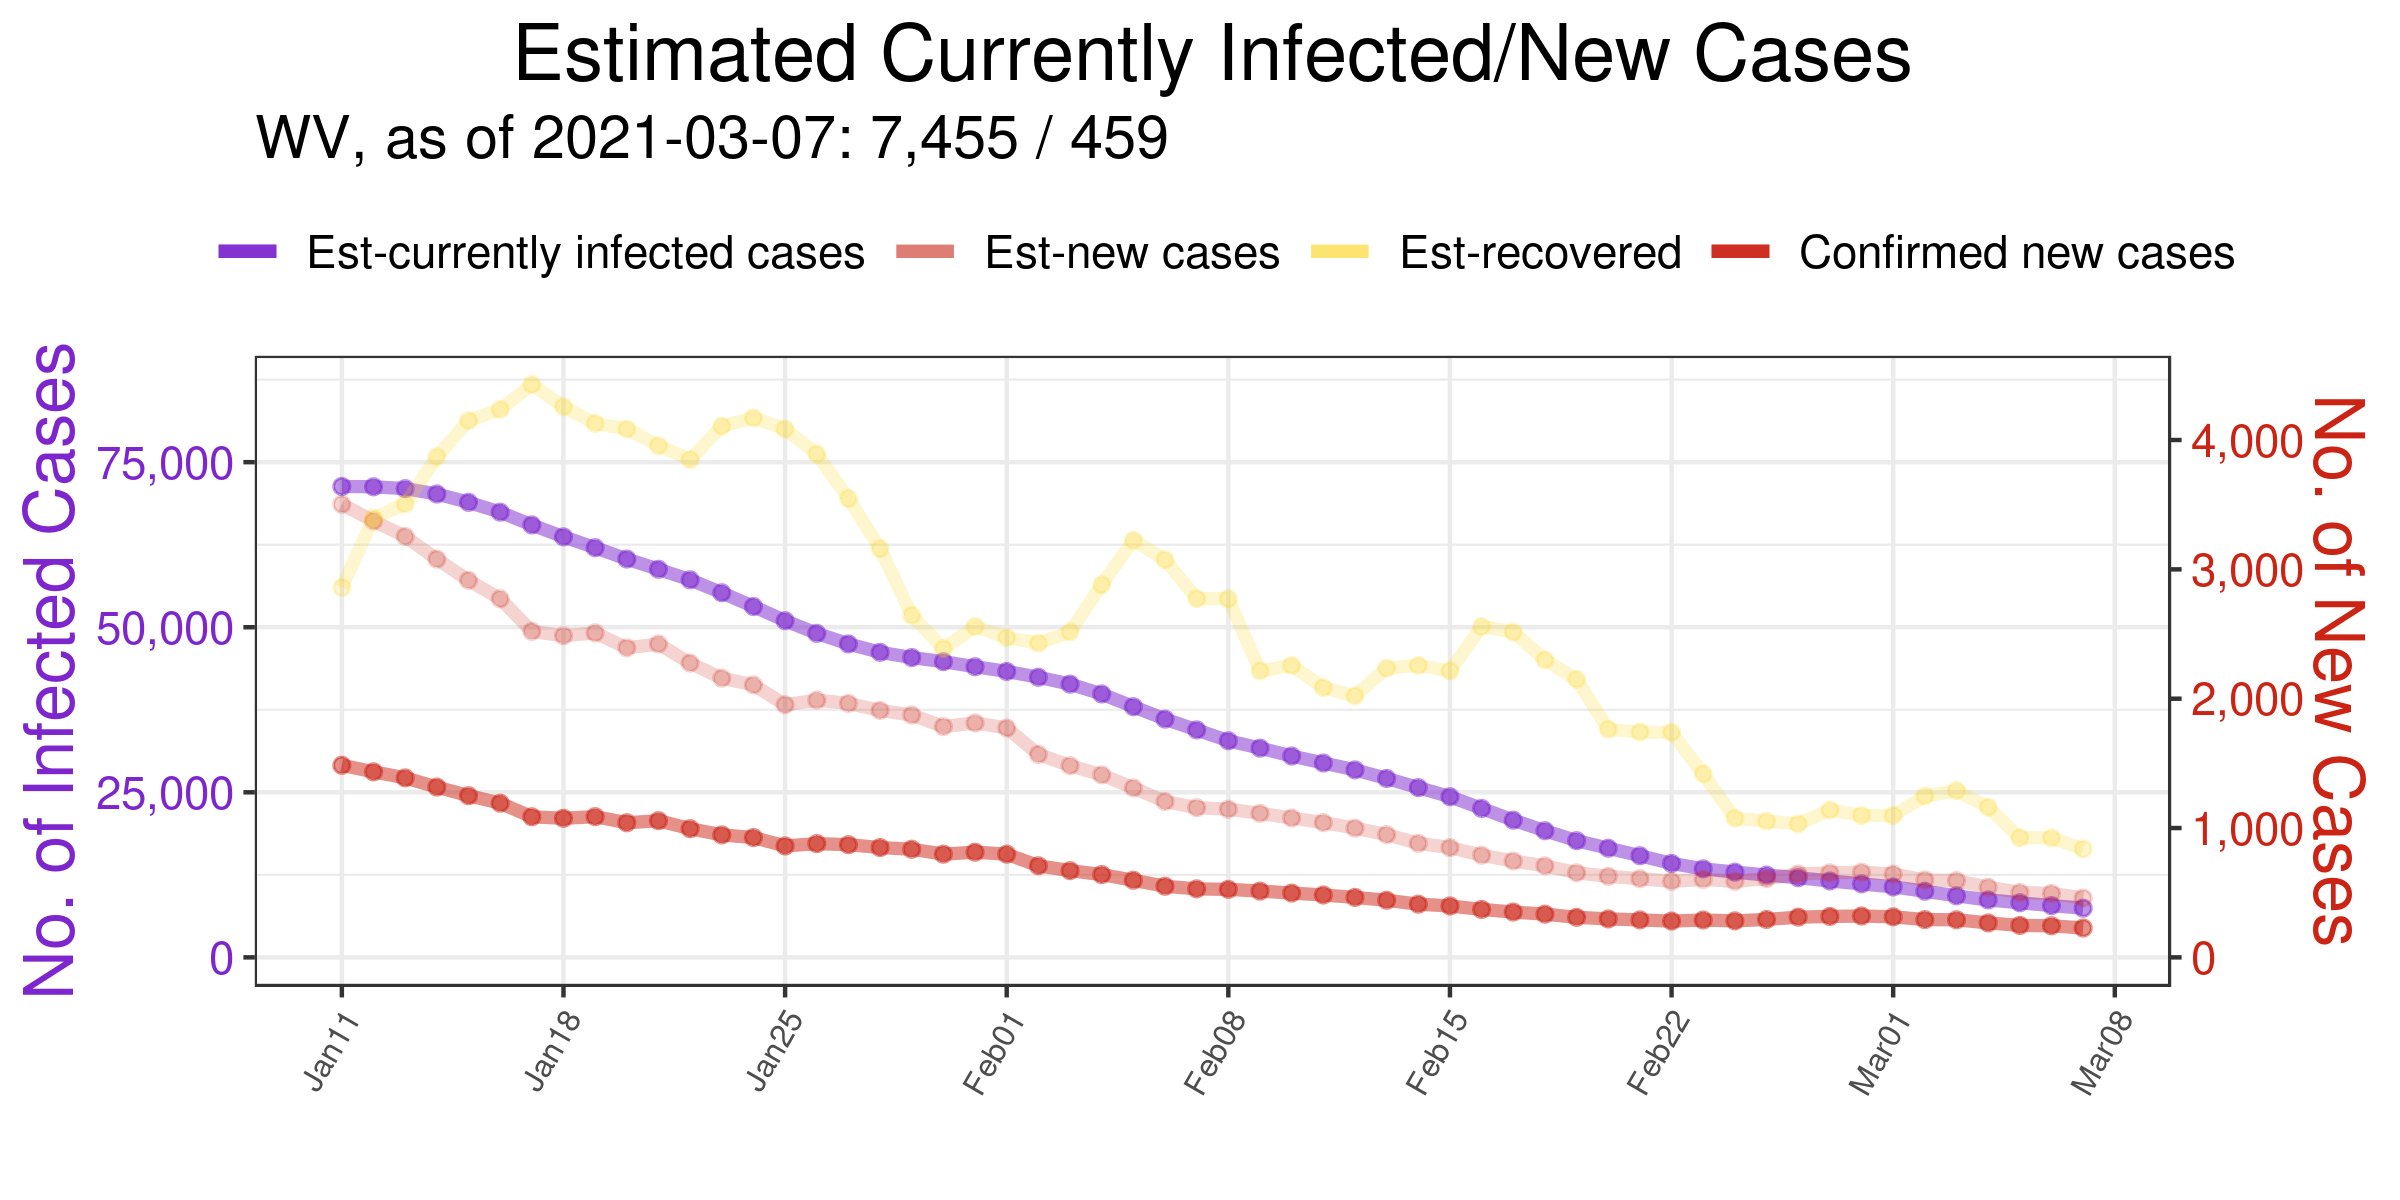 Estimated Currently Infected/New Cases
WV, as of 2021-03-07: 7,455 / 459
Est-currently infected cases Est-new cases Est-recovered Confirmed new cases
No. of Infected Cases
75,000
50,000
25,000
0
4,000
3,000
2,000
1,000
0
No. of New Cases
Jan11 Jan18 Jan25 Feb01 Feb08 Feb15 Feb22 Mar01 Mar08